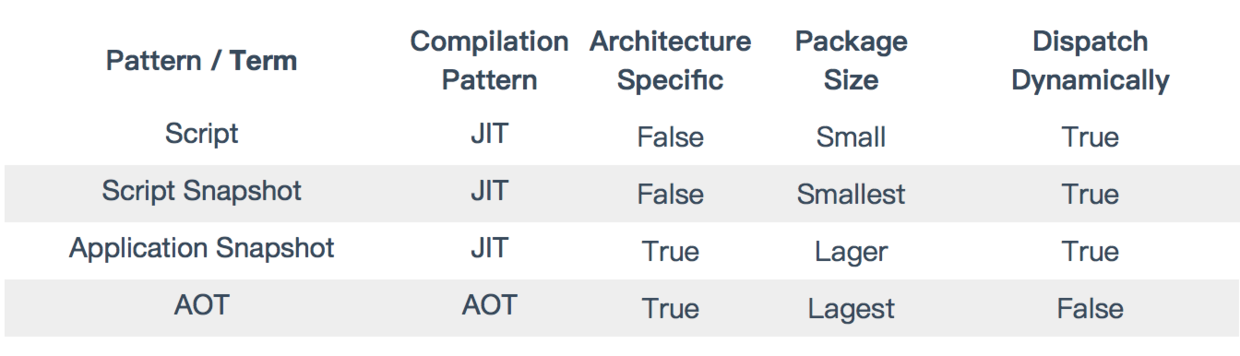 Pattern / Term Compilation Pattern Architecture Specific Package Size Dispatch Dynamically
Script JIT False Small True
Script Snapshot JIT False Smallest True
Application Snapshot JIT True Lager True
AOT AOT True Lagest False